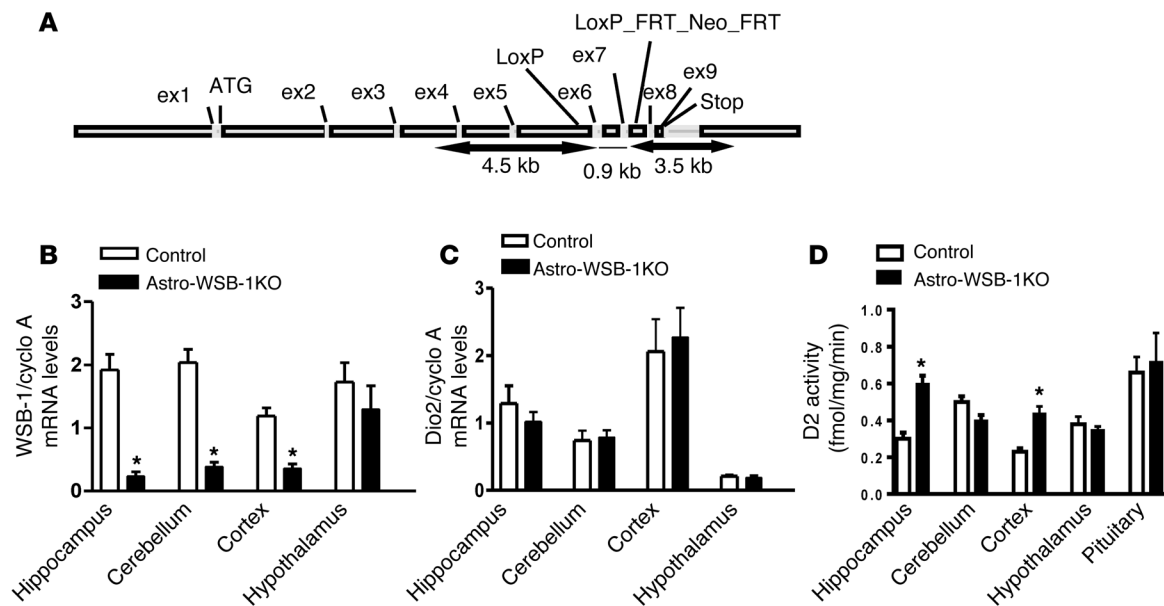 A
LoxP_FRT_Neo_FRT
LoxP
ex7
ex1
ATG
ex2
ex3
ex4
ex5
ex6
ex8
ex9
Stop
4.5 kb
0.9 kb
3.5 kb
B
Control
Astro-WSB-1KO
WSB-1/cyclo A
mRNA levels
3
2
1
0
*
*
*
Hippocampus
Cerebellum
Cortex
Hypothalamus
C
Control
Astro-WSB-1KO
Dio2/cyclo A
mRNA levels
3
2
1
0
Hippocampus
Cerebellum
Cortex
Hypothalamus
D
Control
Astro-WSB-1KO
D2 activity
(fmol/mg/min)
1.0
0.8
0.6
0.4
0.2
0.0
*
*
Hippocampus
Cerebellum
Cortex
Hypothalamus
Pituitary